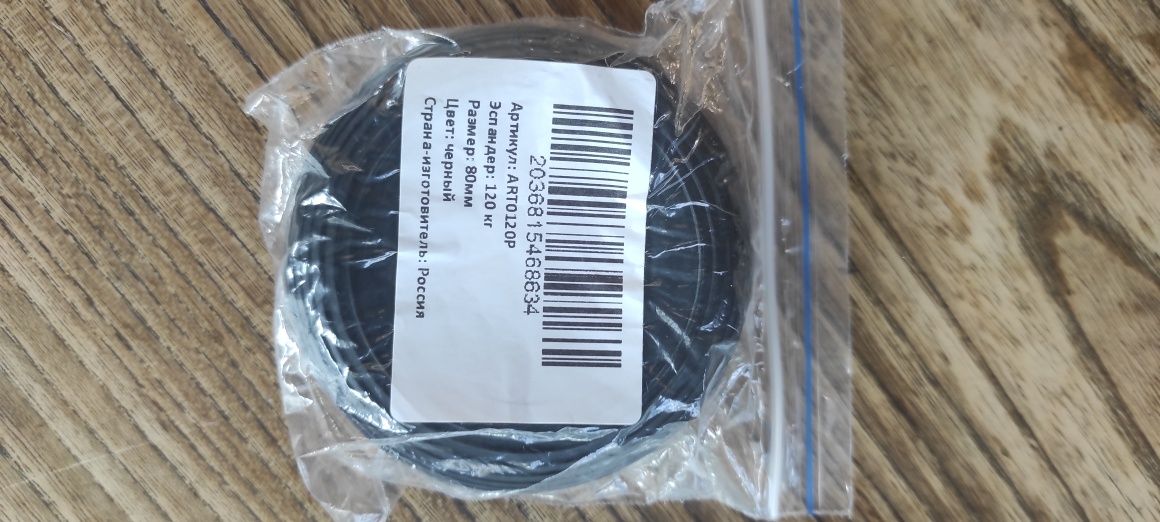 2036815468634
Артикул: ART0120P
Эспандер: 120 кг
Размер: 80мм
Цвет: черный
Страна-изготовитель: Россия